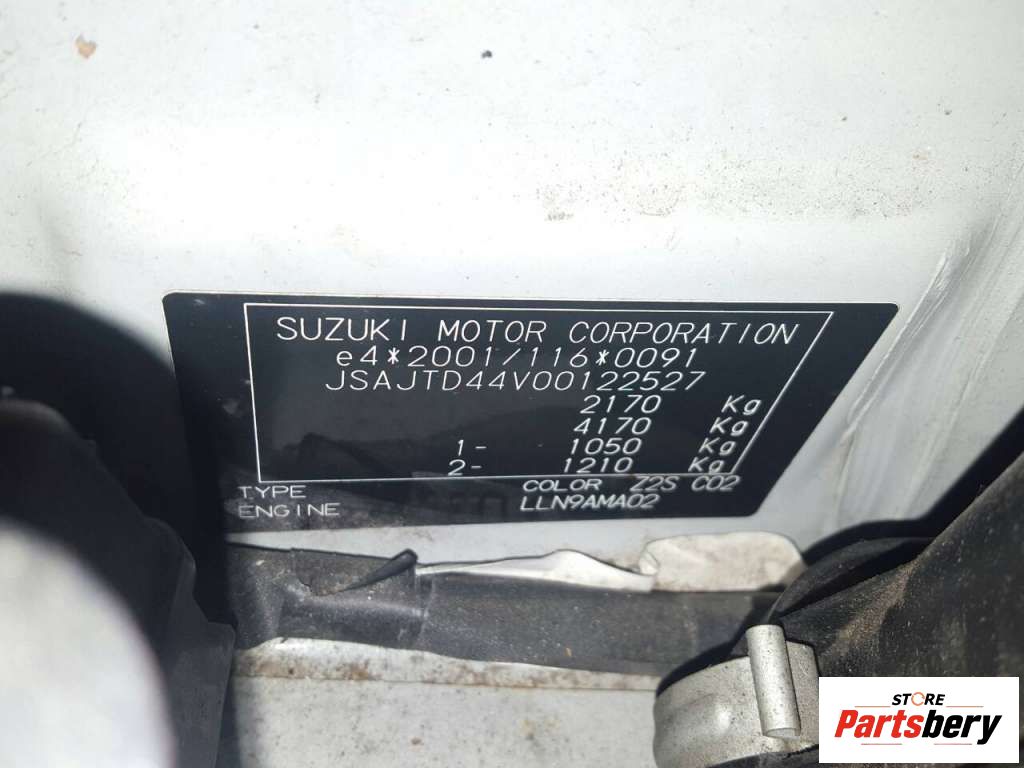 SUZUKI MOTOR CORPORATION
e4*2001/116*0091
JSAJTD44V00122527
2170 Kg
4170 Kg
1- 1050 Kg
2- 1210 Kg
TYPE COLOR Z2S C02
ENGINE LLN9AMA02
STORE
Partsbery